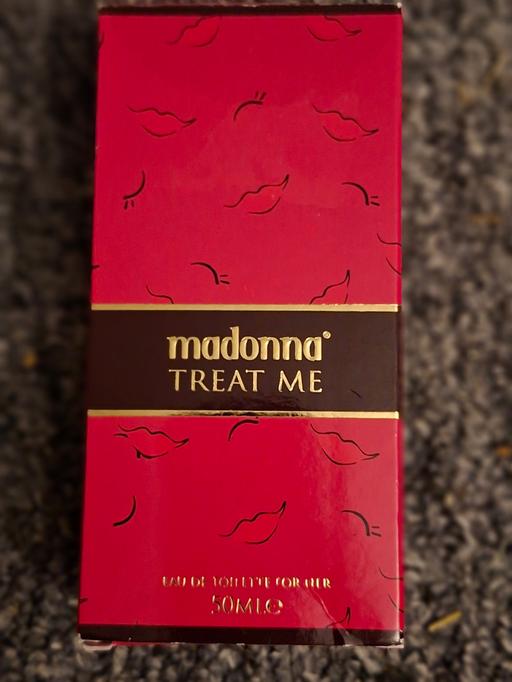 madonna®
TREAT ME
EAU DE TOILETTE FOR HER
50ML℮